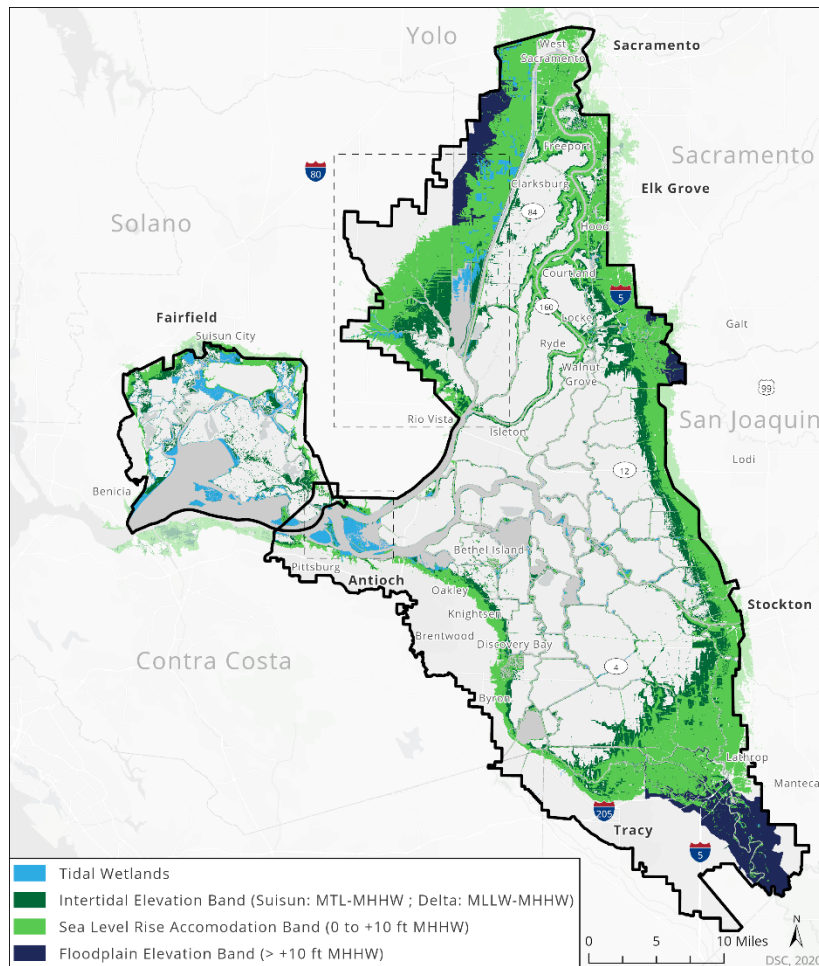 Yolo
West
Sacramento
Sacramento
80
Freeport
Sacramento
Clarksburg
Elk Grove
84
Solano
Hood
Courtland
5
160
Fairfield
Locke
Galt
Suisun City
Ryde
Walnut
Grove
99
Rio Vista
San Joaquin
Isleton
12
Lodi
Benicia
Bethel Island
Pittsburg
Antioch
Oakley
Stockton
Knightsen
Brentwood
Discovery Bay
Contra Costa
4
Byron
Lathrop
Manteca
205
Tracy
5
Tidal Wetlands
Intertidal Elevation Band (Suisun: MTL-MHHW ; Delta: MLLW-MHHW)
Sea Level Rise Accomodation Band (0 to +10 ft MHHW)
Floodplain Elevation Band (> +10 ft MHHW)
N
0 5 10 Miles
DSC, 2020